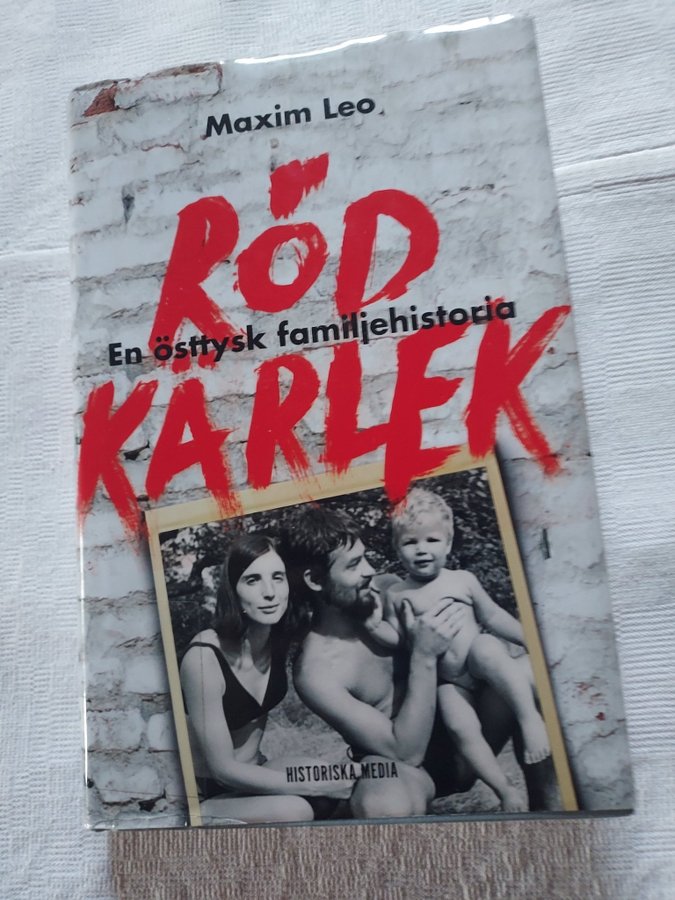 Maxim Leo
RÖD
En östtysk familjehistoria
KÄRLEK
HISTORISKA MEDIA